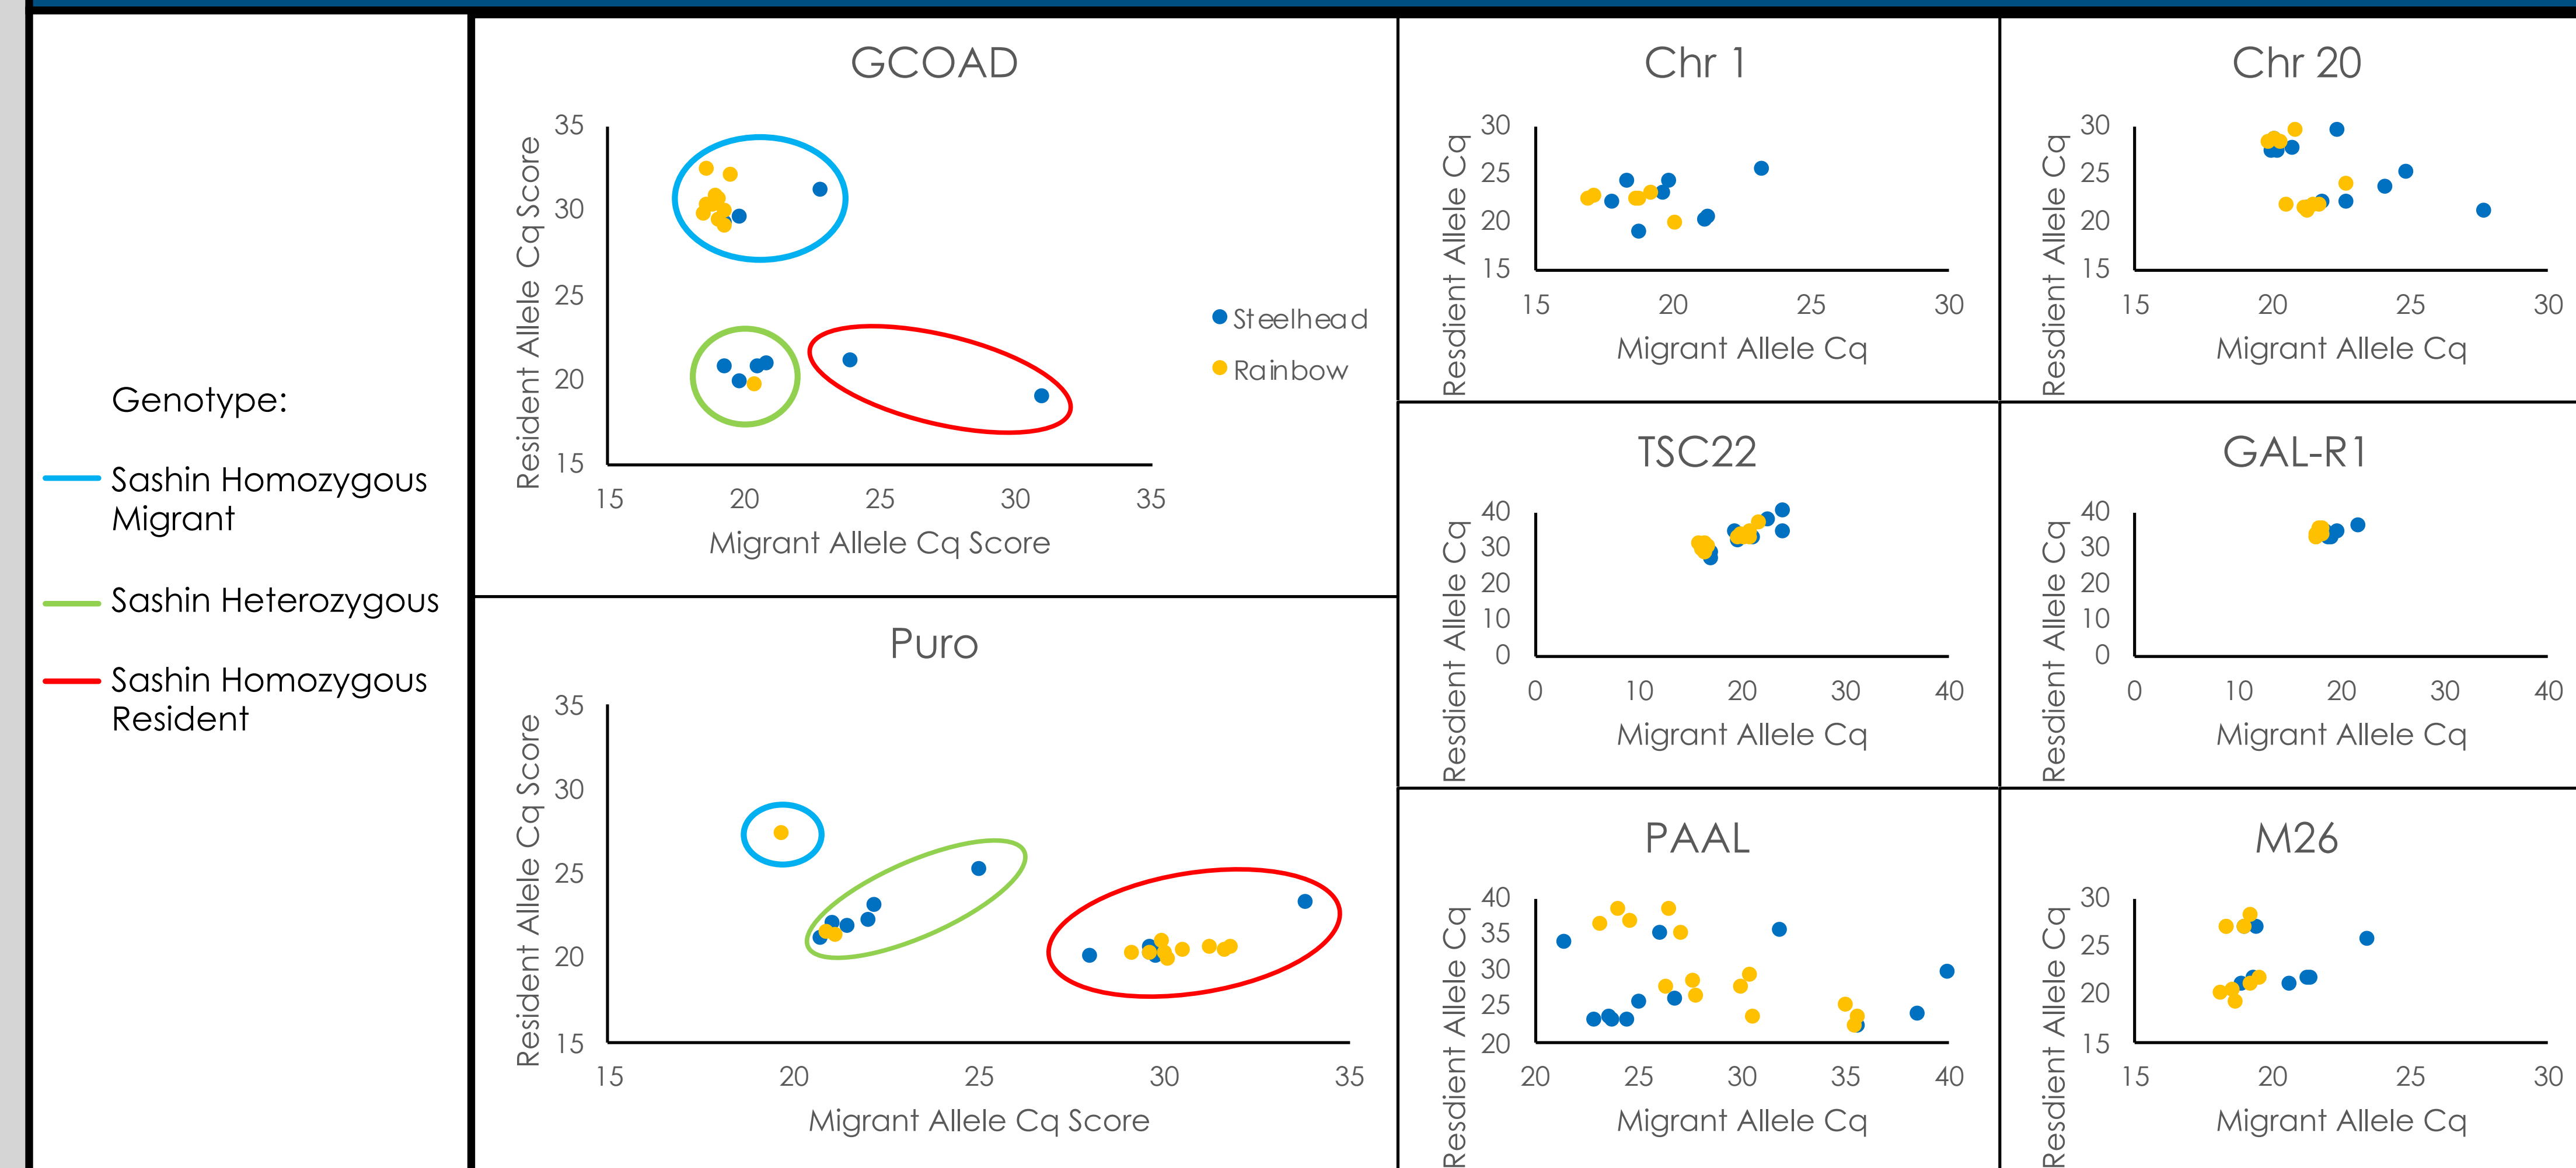 Genotype:
Sashin Homozygous
Migrant
Sashin Heterozygous
Sashin Homozygous
Resident
GCOAD
Resident Allele Cq Score
35
30
25
20
15
15 20 25 30 35
Migrant Allele Cq Score
Steelhead
Rainbow
Puro
Resident Allele Cq Score
35
30
25
20
15
15 20 25 30 35
Migrant Allele Cq Score
Chr 1
Resdient Allele Cq
30
25
20
15
15 20 25 30
Migrant Allele Cq
Chr 20
Resdient Allele Cq
30
25
20
15
15 20 25 30
Migrant Allele Cq
TSC22
Resdient Allele Cq
40
30
20
10
0
0 10 20 30 40
Migrant Allele Cq
GAL-R1
Resdient Allele Cq
40
30
20
10
0
0 10 20 30 40
Migrant Allele Cq
PAAL
Resdient Allele Cq
40
35
30
25
20
20 25 30 35 40
Migrant Allele Cq
M26
Resdient Allele Cq
30
25
20
15
15 20 25 30
Migrant Allele Cq